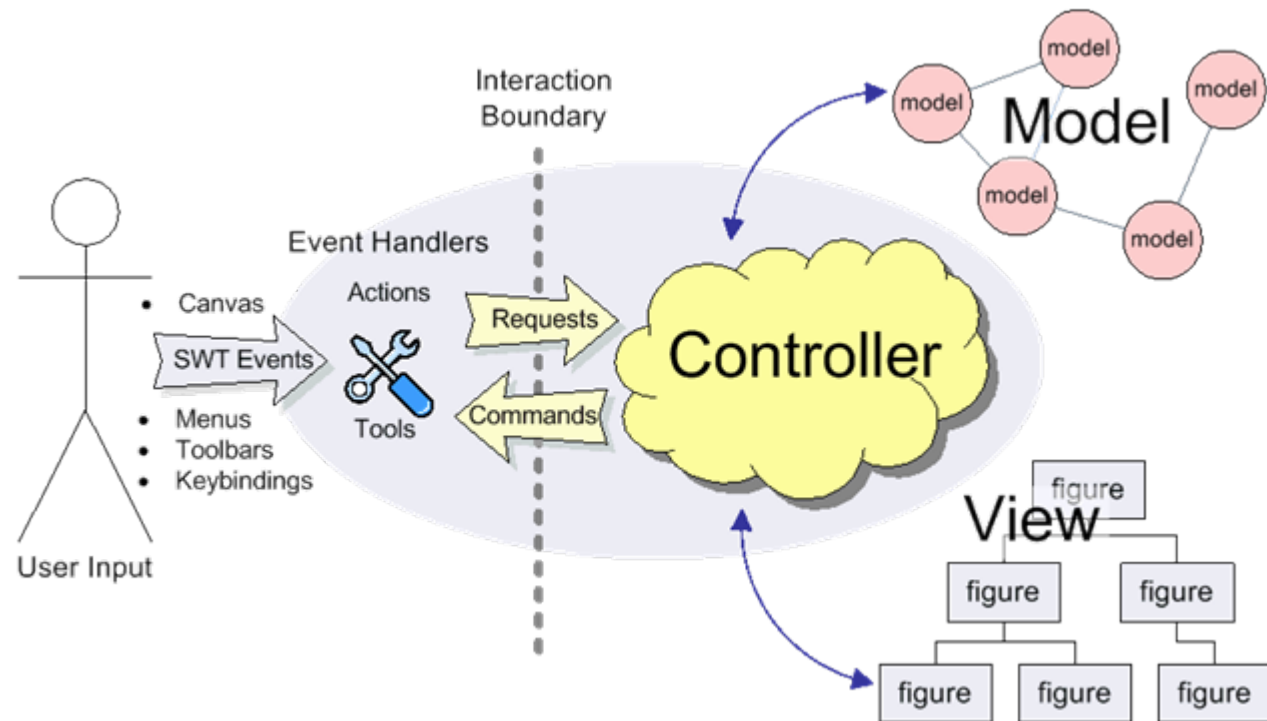 Interaction
Boundary
Event Handlers
• Canvas
SWT Events
• Menus
• Toolbars
• Keybindings
User Input
Actions
Tools
Requests
Commands
Controller
model
model
model
Model
model
model
figure
View
figure
figure
figure
figure
figure